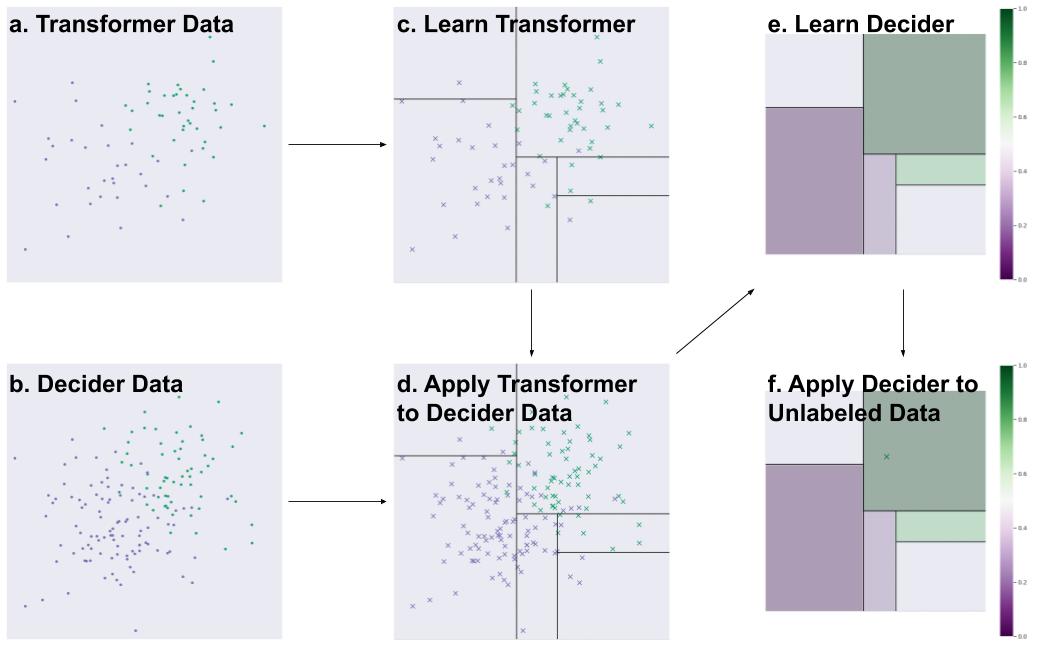 a. Transformer Data
c. Learn Transformer
e. Learn Decider
1.0
0.8
0.6
0.4
0.2
0.0
b. Decider Data
d. Apply Transformer
to Decider Data
f. Apply Decider to
Unlabeled Data
1.0
0.8
0.6
0.4
0.2
0.0